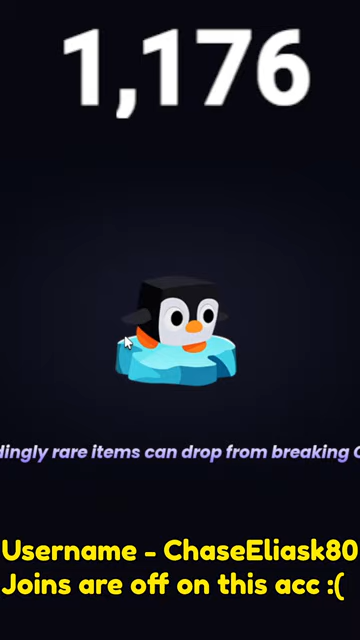 1,176
dingly rare items can drop from breaking
Username - ChaseEliask80
Joins are off on this acc :(